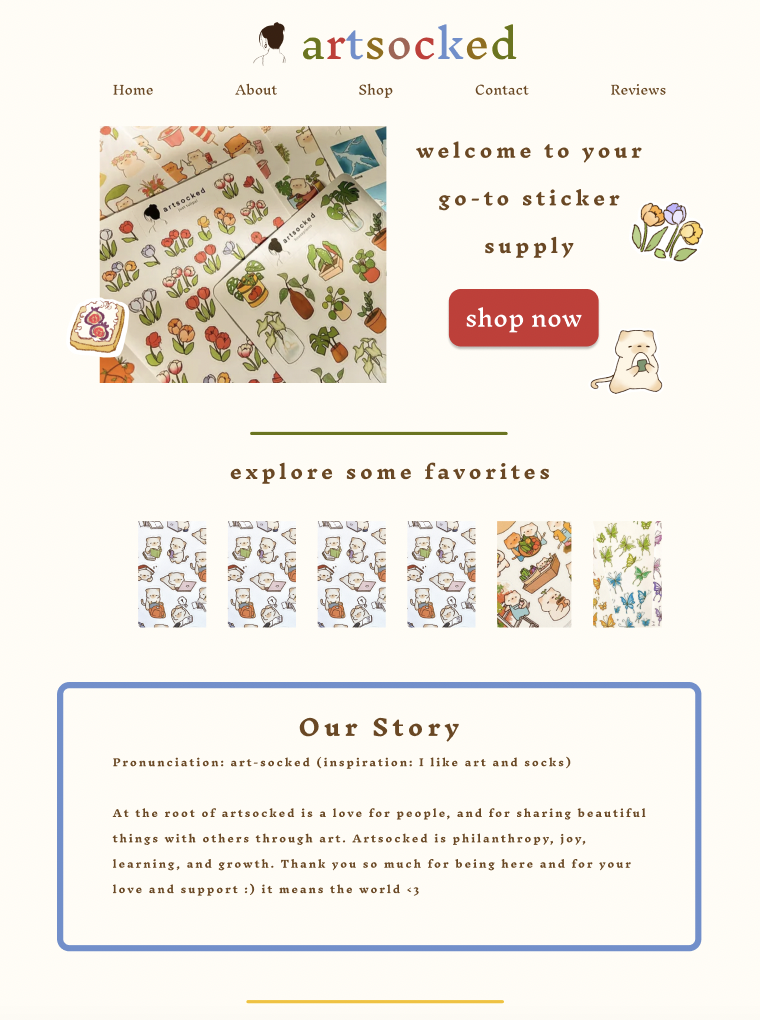 artsocked
Home About Shop Contact Reviews
artsocked
artsocked
welcome to your
go-to sticker
supply
shop now
explore some favorites
Our Story
Pronunciation: art-socked (inspiration: I like art and socks)
At the root of artsocked is a love for people, and for sharing beautiful
things with others through art. Artsocked is philanthropy, joy,
learning, and growth. Thank you so much for being here and for your
love and support :) it means the world <3